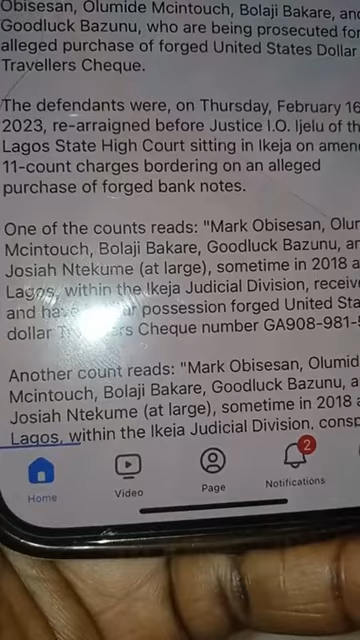 Obisesan, Olumide Mcintouch, Bolaji Bakare, and
Goodluck Bazunu, who are being prosecuted for
alleged purchase of forged United States Dollar
Travellers Cheque.
The defendants were, on Thursday, February 16
2023, re-arraigned before Justice I.O. Ijelu of th
Lagos State High Court sitting in Ikeja on amen
11-count charges bordering on an alleged
purchase of forged bank notes.
One of the counts reads: "Mark Obisesan, Olur
Mcintouch, Bolaji Bakare, Goodluck Bazunu, ar
Josiah Ntekume (at large), sometime in 2018 a
Lagos, within the Ikeja Judicial Division, receiv
and have possession forged United Sta
dollar Cheque number GA908-981-
Another count reads: "Mark Obisesan, Olumid
Mcintouch, Bolaji Bakare, Goodluck Bazunu, a
Josiah Ntekume (at large), sometime in 2018 a
Lagos, within the Ikeja Judicial Division, consp
2
Home Video Page Notifications